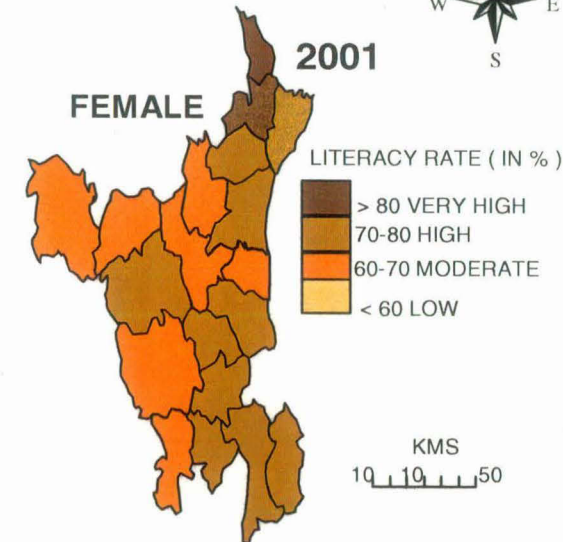 W E
S
2001
FEMALE
LITERACY RATE ( IN % )
> 80 VERY HIGH
70-80 HIGH
60-70 MODERATE
< 60 LOW
KMS
10 10 50